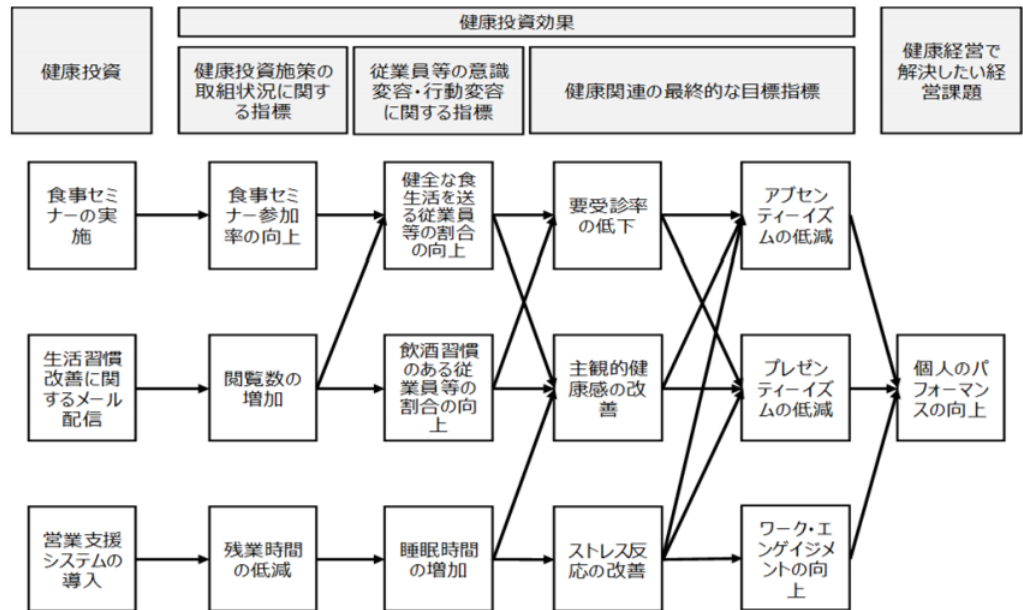 健康投資
健康投資効果
健康投資施策の
取組状況に関す
る指標
従業員等の意識
変容・行動変容
に関する指標
健康関連の最終的な目標指標
健康経営で
解決したい経
営課題
食事セミ
ナーの実
施
食事セミ
ナー参加
率の向上
健全な食
生活を送
る従業員
等の割合
の向上
要受診率
の低下
アブセン
ティーイズ
ムの低減
生活習慣
改善に関
するメール
配信
閲覧数の
増加
飲酒習慣
のある従
業員等の
割合の向
上
主観的健
康感の改
善
プレゼン
ティーイズ
ムの低減
個人のパ
フォーマン
スの向上
営業支援
システムの
導入
残業時間
の低減
睡眠時間
の増加
ストレス反
応の改善
ワーク・エ
ンゲイジメ
ントの向
上